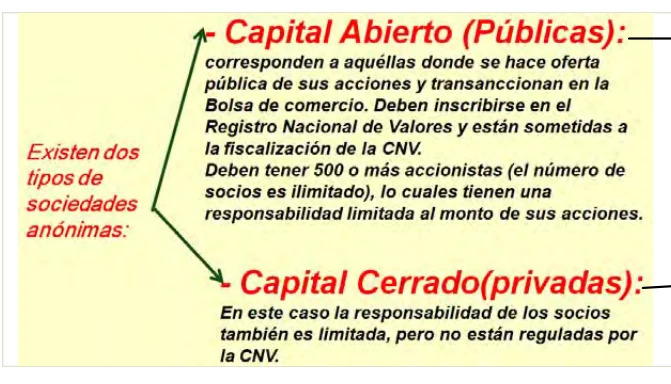 - Capital Abierto (Públicas):
corresponden a aquéllas donde se hace oferta
pública de sus acciones y transanccionan en la
Bolsa de comercio. Deben inscribirse en el
Registro Nacional de Valores y están sometidas a
la fiscalización de la CNV.
Deben tener 500 o más accionistas (el número de
socios es ilimitado), lo cuales tienen una
responsabilidad limitada al monto de sus acciones.
Existen dos
tipos de
sociedades
anónimas:
- Capital Cerrado(privadas):
En este caso la responsabilidad de los socios
también es limitada, pero no están reguladas por
la CNV.